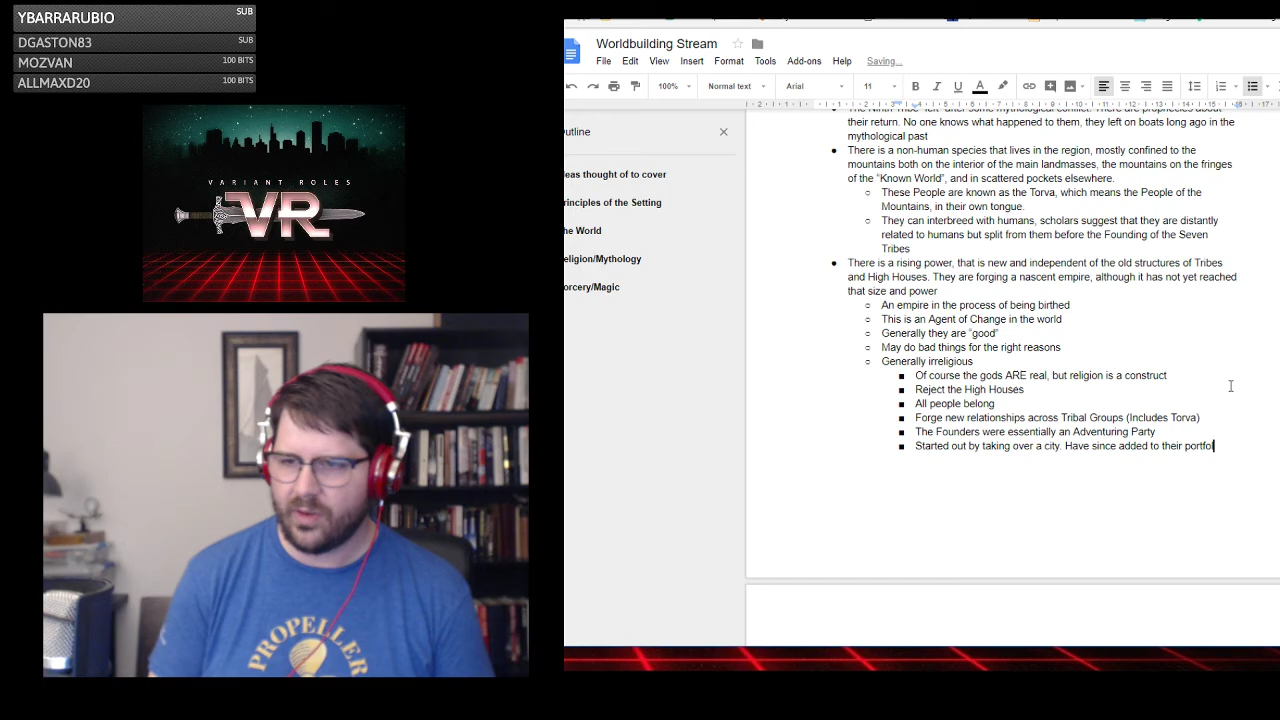 YBARRARUBIO SUB
DGASTON83 SUB
MOZVAN 100 BITS
ALLMAXD20 100 BITS
VARIANT ROLES
VR
PROPELLER
Worldbuilding Stream
File Edit View Insert Format Tools Add-ons Help Saving...
100% Normal text Arial 11
utline
deas thought of to cover
rinciples of the Setting
he World
eligion/Mythology
orcery/Magic
their return. No one knows what happened to them, they left on boats long ago in the
mythological past
There is a non-human species that lives in the region, mostly confined to the
mountains both on the interior of the main landmasses, the mountains on the fringes
of the "Known World", and in scattered pockets elsewhere.
These People are known as the Torva, which means the People of the
Mountains, in their own tongue.
They can interbreed with humans, scholars suggest that they are distantly
related to humans but split from them before the Founding of the Seven
Tribes
There is a rising power, that is new and independent of the old structures of Tribes
and High Houses. They are forging a nascent empire, although it has not yet reached
that size and power
An empire in the process of being birthed
This is an Agent of Change in the world
Generally they are "good"
May do bad things for the right reasons
Generally irreligious
Of course the gods ARE real, but religion is a construct
Reject the High Houses
All people belong
Forge new relationships across Tribal Groups (Includes Torva)
The Founders were essentially an Adventuring Party
Started out by taking over a city. Have since added to their portfol